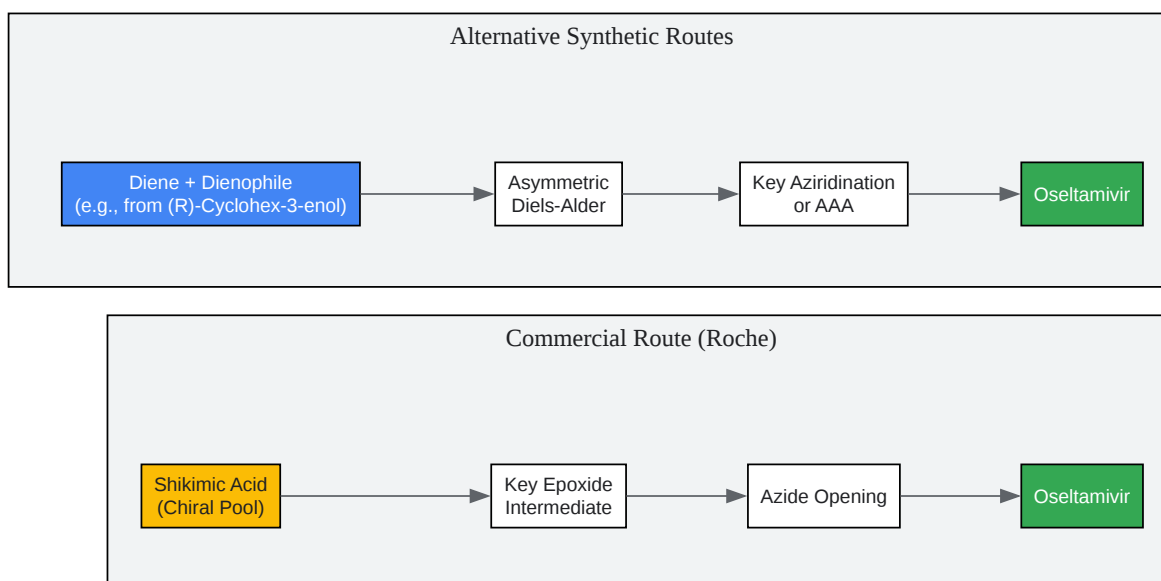 Alternative Synthetic Routes
Diene + Dienophile
(e.g., from (R)-Cyclohex-3-enol)
Asymmetric
Diels-Alder
Key Aziridination
or AAA
Oseltamivir
Commercial Route (Roche)
Shikimic Acid
(Chiral Pool)
Key Epoxide
Intermediate
Azide Opening
Oseltamivir